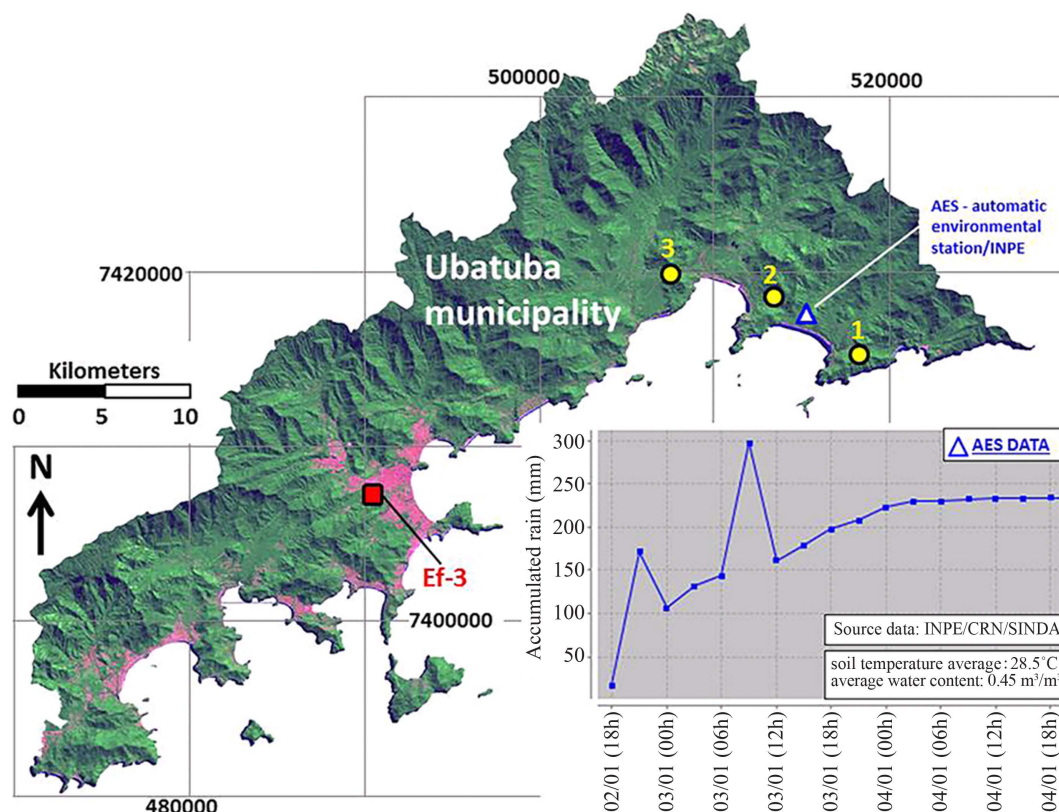 500000
520000
AES - automatic
environmental
station/INPE
7420000
Ubatuba
municipality
3
2
1
Kilometers
0 5 10
N
Ef-3
7400000
480000
AES DATA
Accumulated rain (mm)
300
250
200
150
100
50
Source data: INPE/CRN/SINDA
soil temperature average: 28.5°C
average water content: 0.45 m³/m³
02/01 (18h)
03/01 (00h)
03/01 (06h)
03/01 (12h)
03/01 (18h)
04/01 (00h)
04/01 (06h)
04/01 (12h)
04/01 (18h)